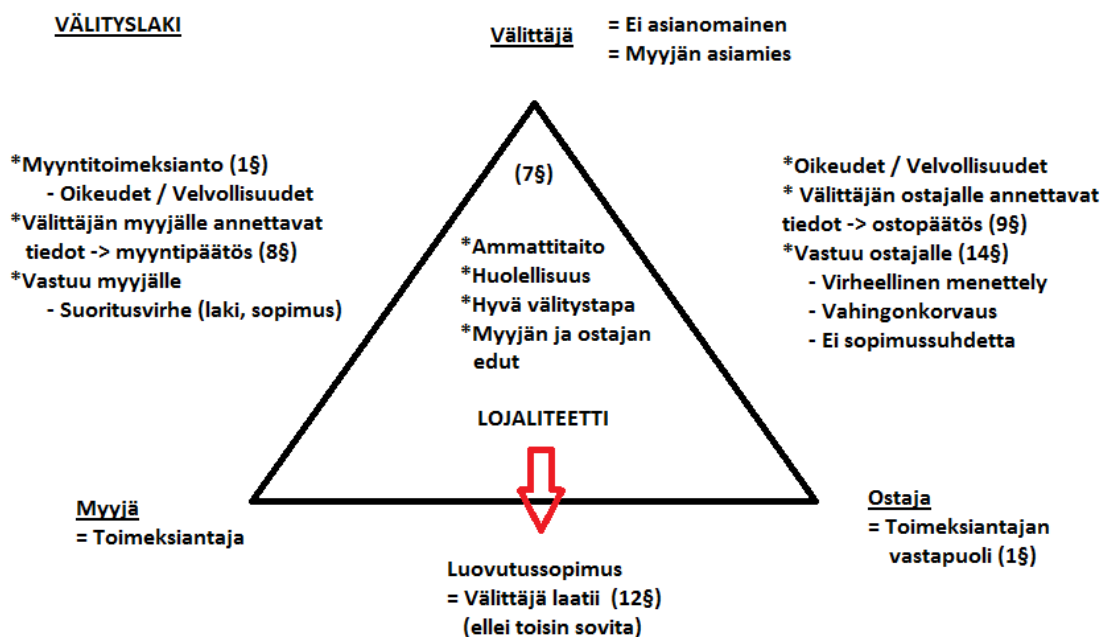 VÄLITYSLAKI
Välittäjä
= Ei asianomainen
= Myyjän asiamies
*Myyntitoimeksianto (1§)
- Oikeudet / Velvollisuudet
*Välittäjän myyjälle annettavat
tiedot -> myyntipäätös (8§)
*Vastuu myyjälle
- Suoritusvirhe (laki, sopimus)
(7§)
*Ammattitaito
*Huolellisuus
*Hyvä välitystapa
*Myyjän ja ostajan
edut
LOJALITEETTI
*Oikeudet / Velvollisuudet
* Välittäjän ostajalle annettavat
tiedot -> ostopäätös (9§)
*Vastuu ostajalle (14§)
- Virheellinen menettely
- Vahingonkorvaus
- Ei sopimussuhdetta
Myyjä
= Toimeksiantaja
Ostaja
= Toimeksiantajan
vastapuoli (1§)
Luovutussopimus
= Välittäjä laatii (12§)
(ellei toisin sovita)